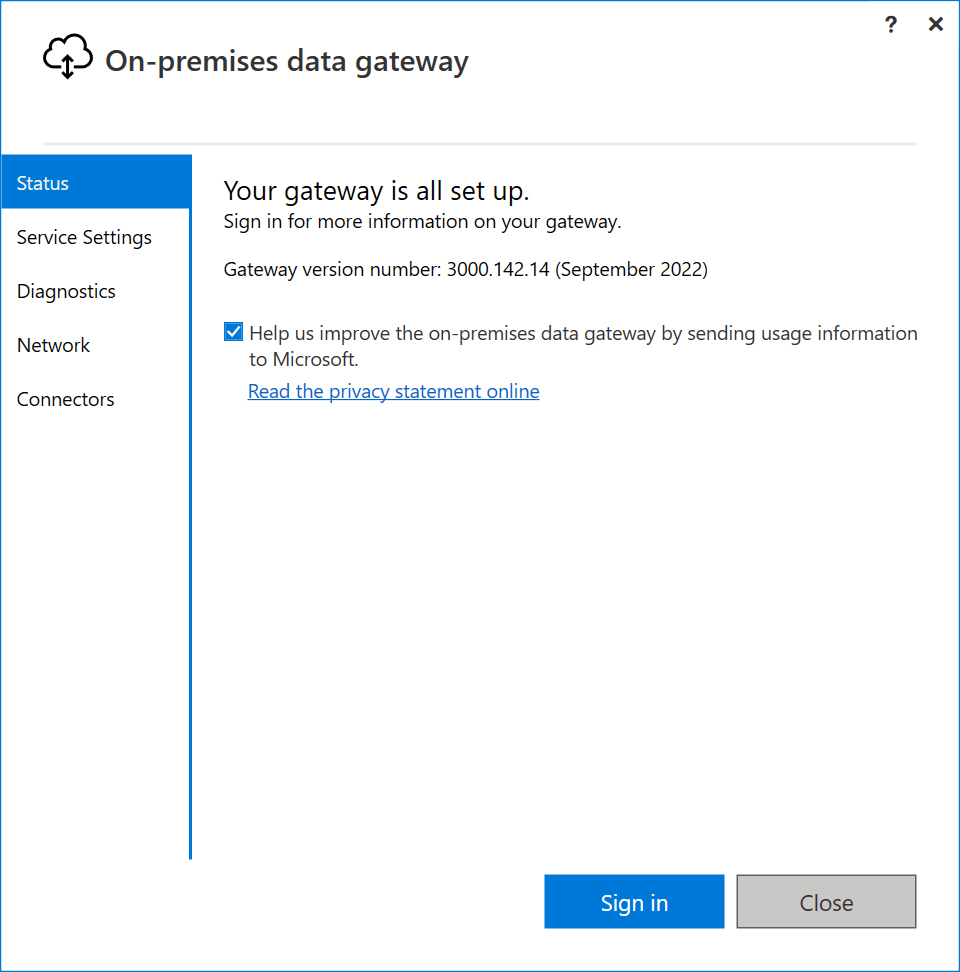 ?
On-premises data gateway
Status
Service Settings
Diagnostics
Network
Connectors
Your gateway is all set up.
Sign in for more information on your gateway.
Gateway version number: 3000.142.14 (September 2022)
Help us improve the on-premises data gateway by sending usage information
to Microsoft.
Read the privacy statement online
Sign in
Close